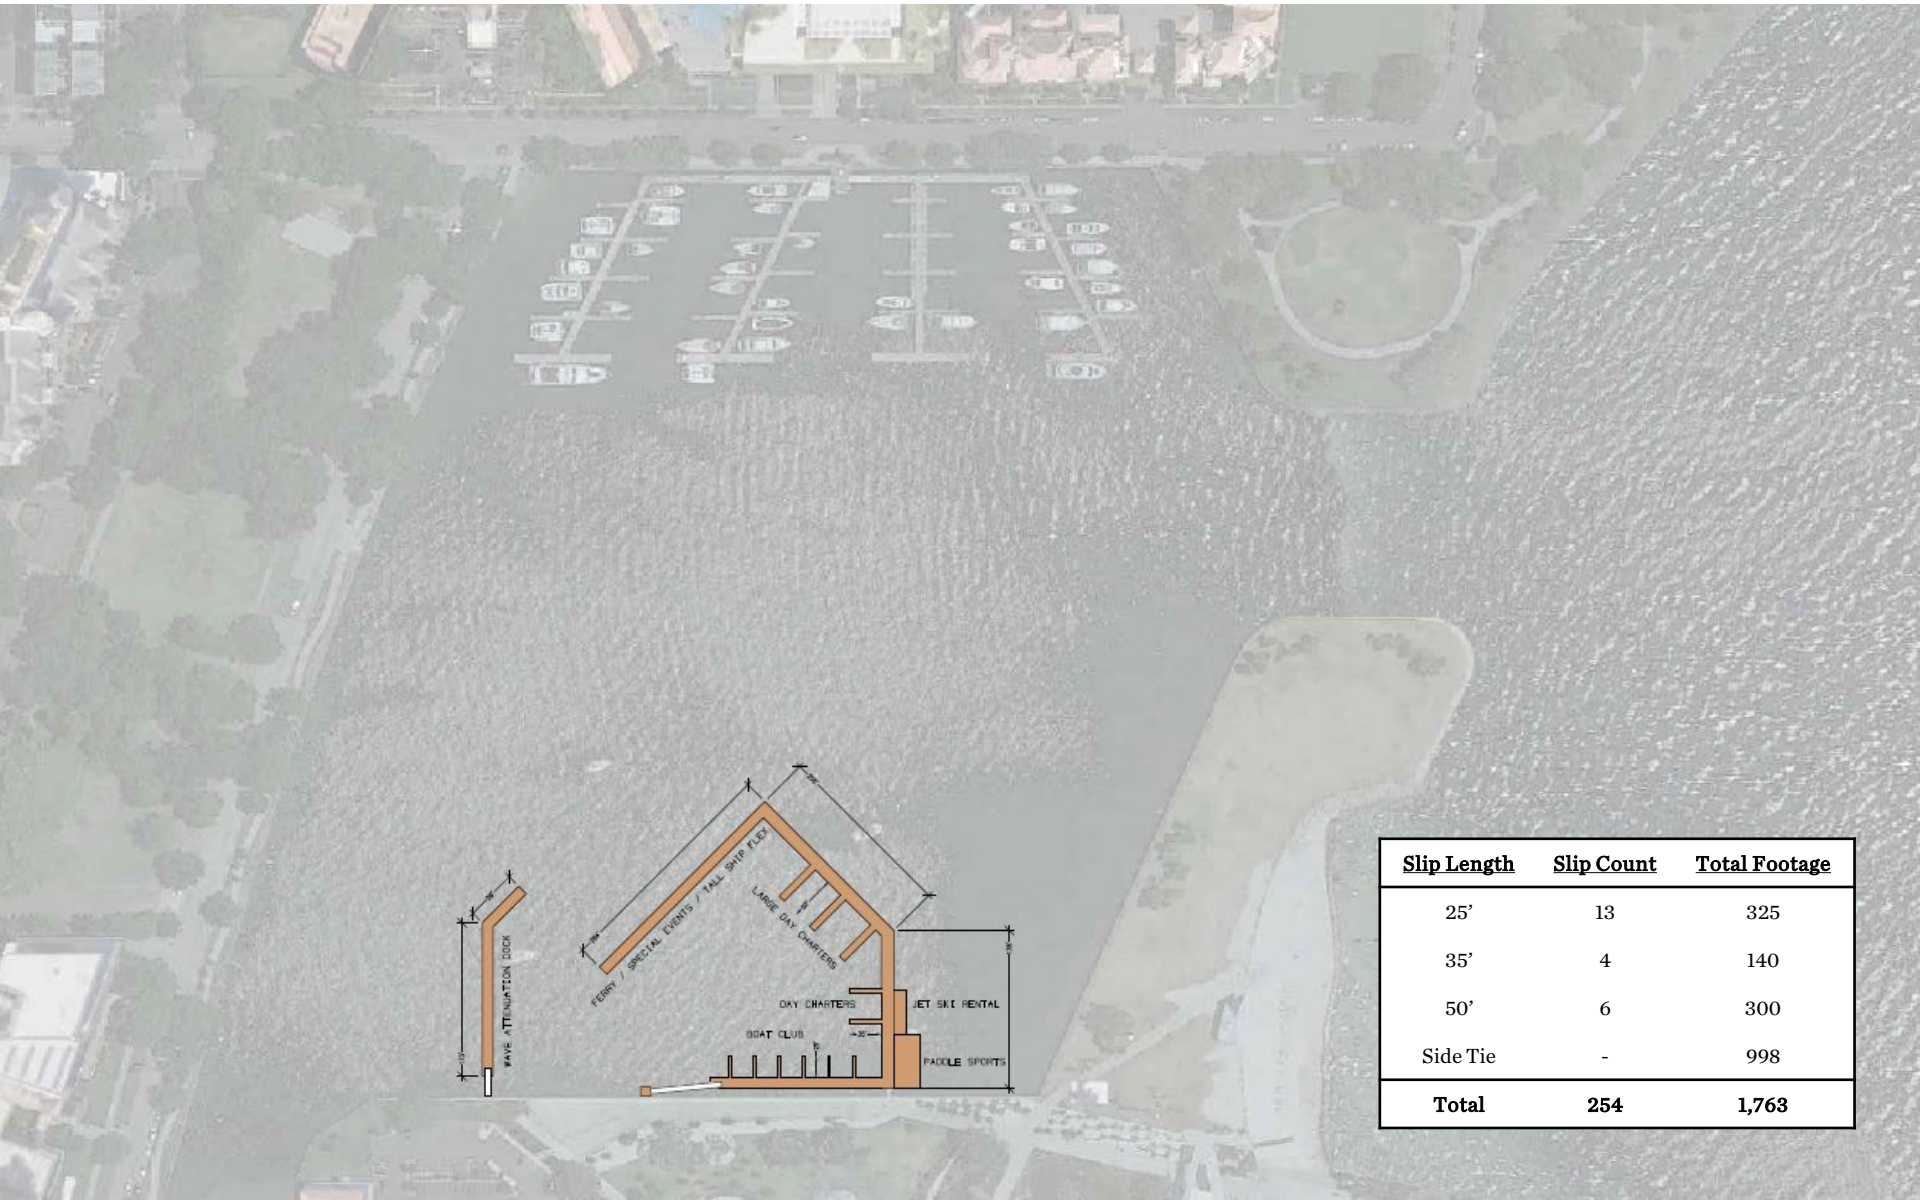 FERRY / SPECIAL EVENTS / TALL SHIP FLEX
LARGE DAY CHARTERS
WAVE ATTENUATION DOCK
DAY CHARTERS
JET SKI RENTAL
BOAT CLUB
PADDLE SPORTS
Slip Length Slip Count Total Footage
25’ 13 325
35’ 4 140
50’ 6 300
Side Tie - 998
Total 254 1,763